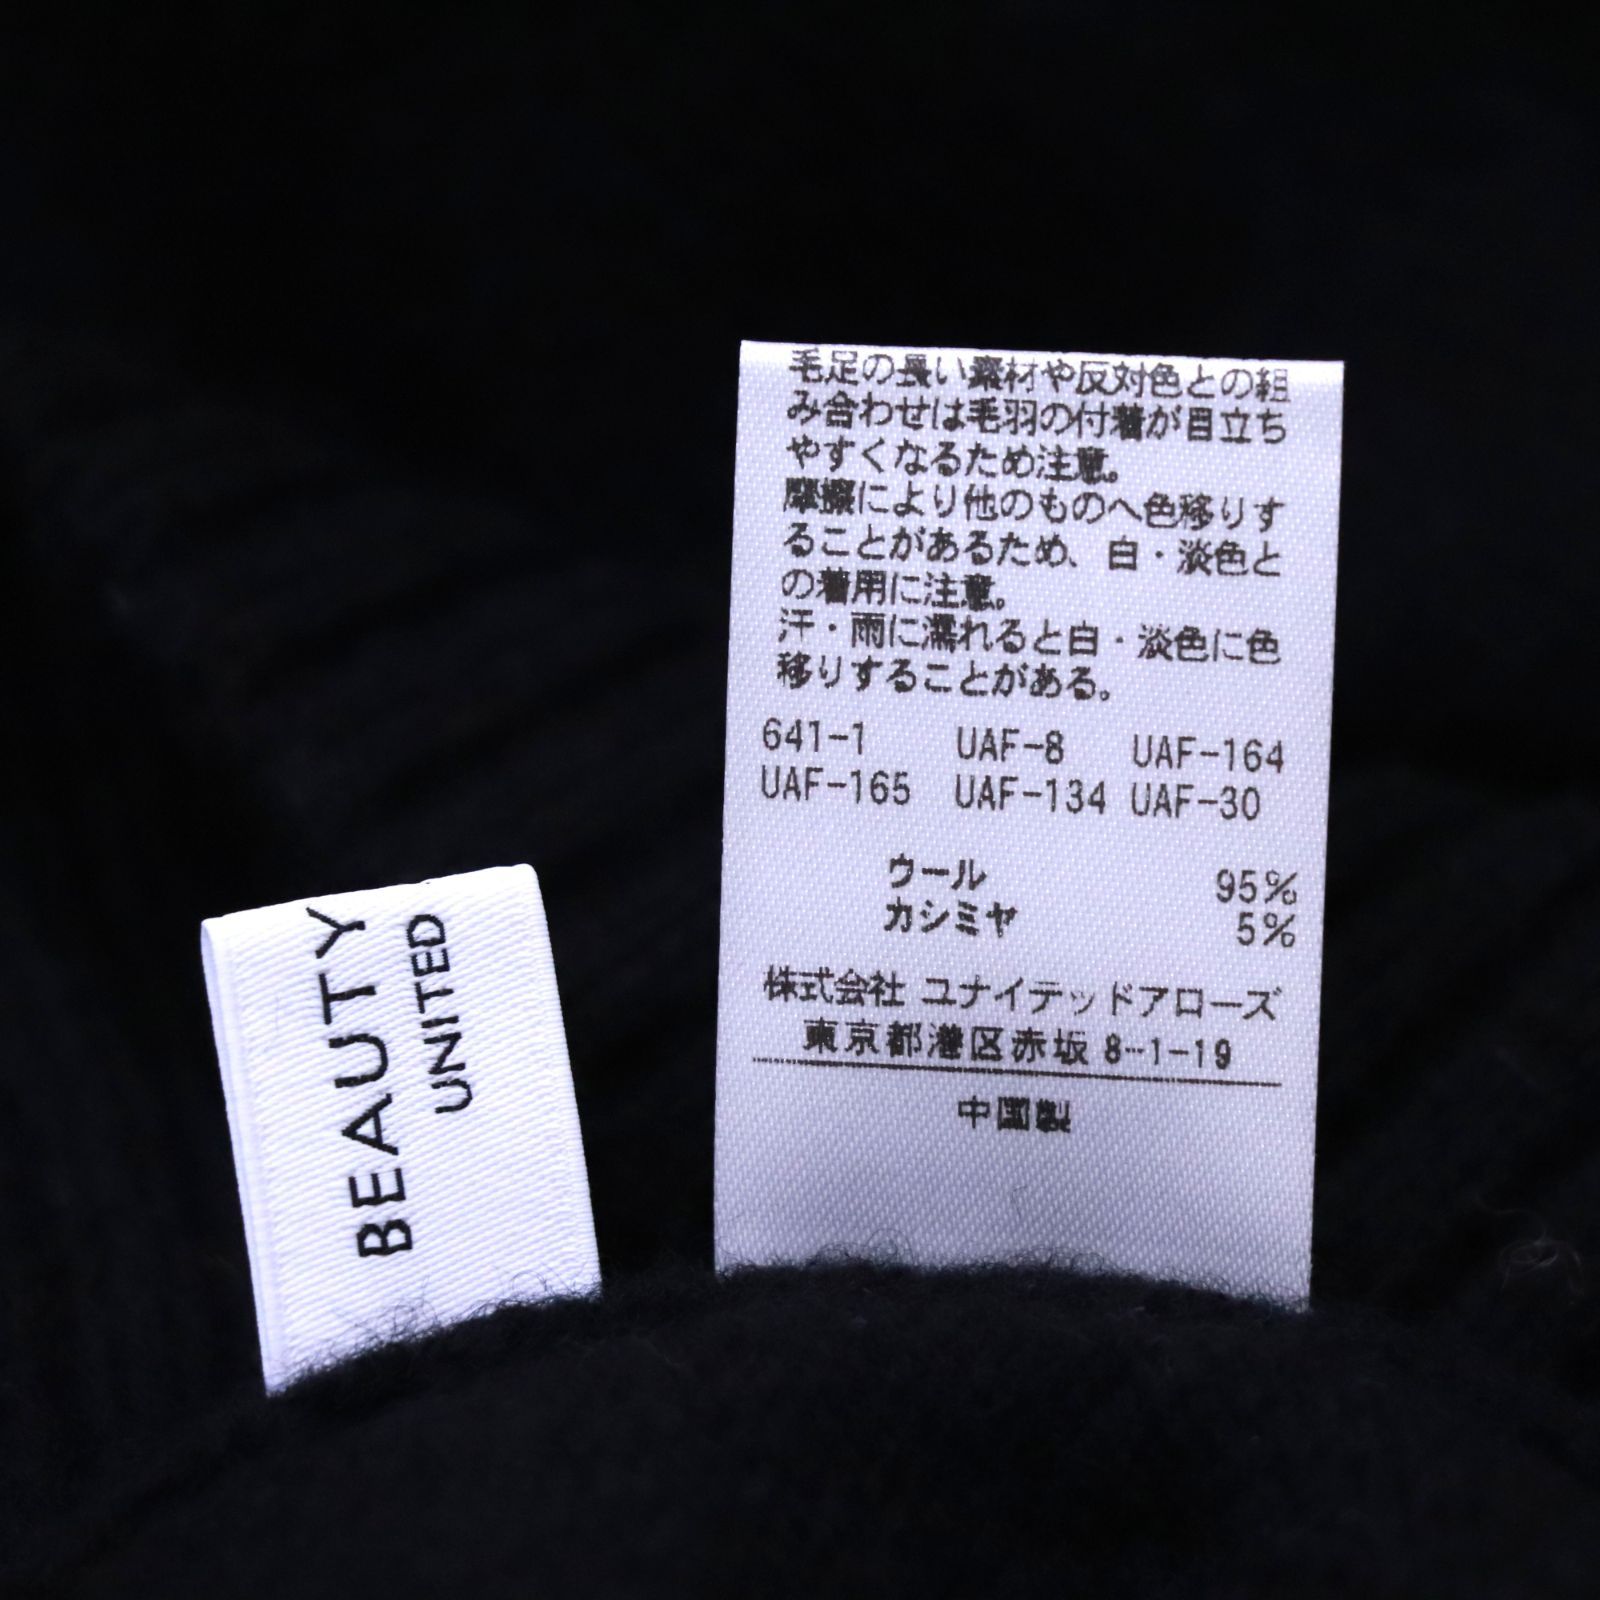 BEAUTY
UNITED
毛足の長い素材や反対色との組
み合わせは毛羽の付着が目立ち
やすくなるため注意。
摩擦により他のものへ色移りす
ることがあるため、白・淡色と
の着用に注意。
汗・雨に濡れると白・淡色に色
移りすることがある。
641-1 UAF-8 UAF-164
UAF-165 UAF-134 UAF-30
ウール 95%
カシミヤ 5%
株式会社 ユナイテッドアローズ
東京都港区赤坂 8-1-19
中国製